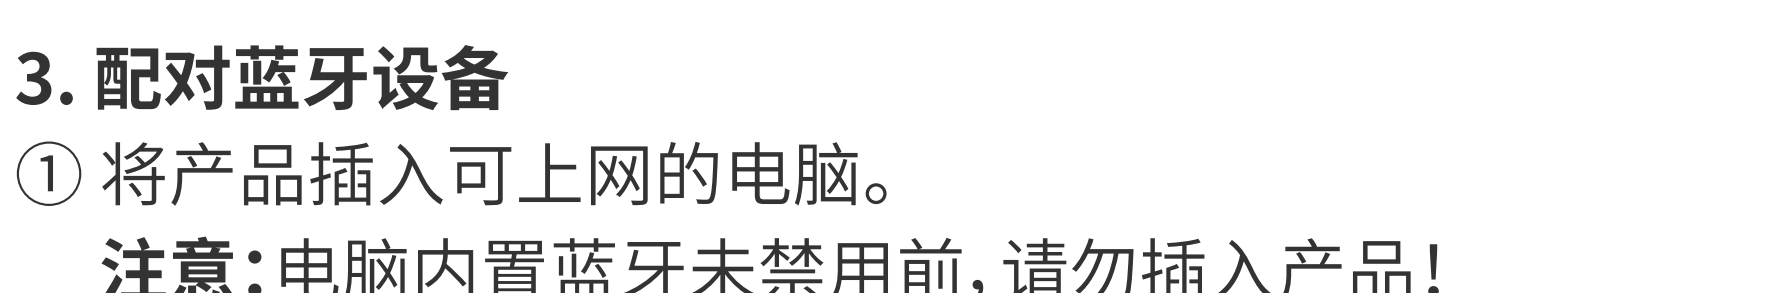 3. 配对蓝牙设备
① 将产品插入可上网的电脑。
注意：电脑内置蓝牙未禁用前，请勿插入产品！